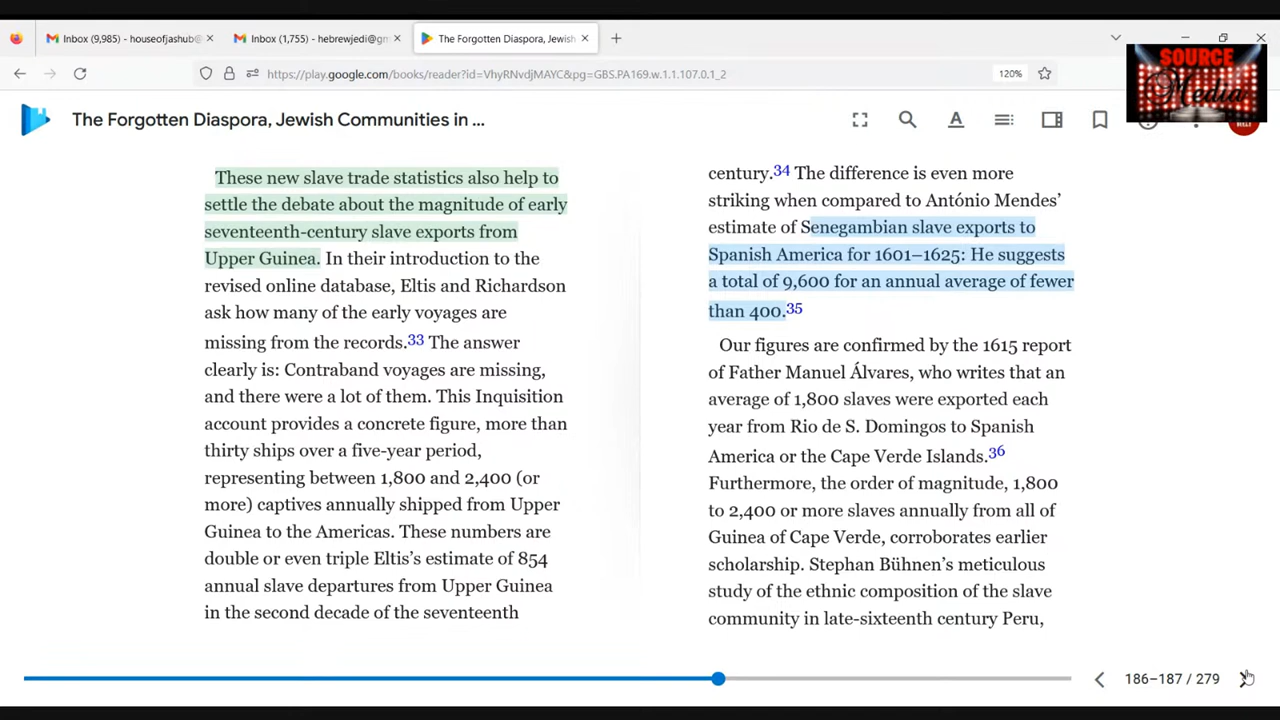 Inbox (9,985) - houseofjashub@
Inbox (1,755) - hebrewjedi@gm
The Forgotten Diaspora, Jewish
https://play.google.com/books/reader?id=VhyRNvdjMAYC&pg=GBS.PA169.w.1.1.107.0.1_2
120%
SOURCE
Media
The Forgotten Diaspora, Jewish Communities in ...
These new slave trade statistics also help to
settle the debate about the magnitude of early
seventeenth-century slave exports from
Upper Guinea. In their introduction to the
revised online database, Eltis and Richardson
ask how many of the early voyages are
missing from the records.33 The answer
clearly is: Contraband voyages are missing,
and there were a lot of them. This Inquisition
account provides a concrete figure, more than
thirty ships over a five-year period,
representing between 1,800 and 2,400 (or
more) captives annually shipped from Upper
Guinea to the Americas. These numbers are
double or even triple Eltis's estimate of 854
annual slave departures from Upper Guinea
in the second decade of the seventeenth
century.34 The difference is even more
striking when compared to António Mendes'
estimate of Senegambian slave exports to
Spanish America for 1601–1625: He suggests
a total of 9,600 for an annual average of fewer
than 400.35
Our figures are confirmed by the 1615 report
of Father Manuel Álvares, who writes that an
average of 1,800 slaves were exported each
year from Rio de S. Domingos to Spanish
America or the Cape Verde Islands.36
Furthermore, the order of magnitude, 1,800
to 2,400 or more slaves annually from all of
Guinea of Cape Verde, corroborates earlier
scholarship. Stephan Bühnen's meticulous
study of the ethnic composition of the slave
community in late-sixteenth century Peru,
186–187 / 279